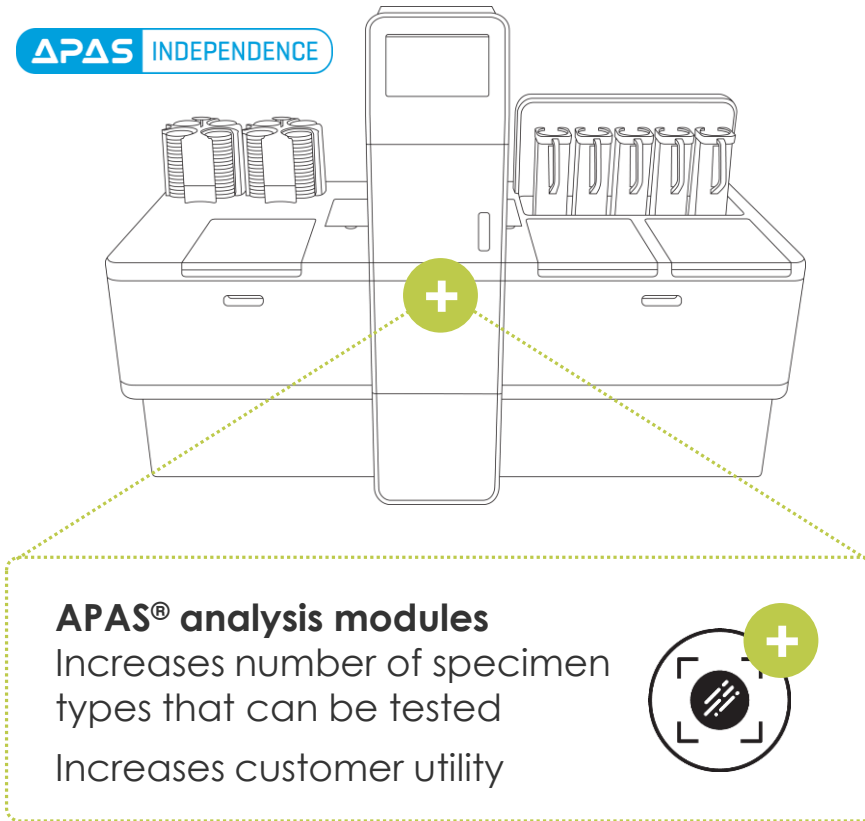 APAS INDEPENDENCE
APAS® analysis modules
Increases number of specimen
types that can be tested
Increases customer utility